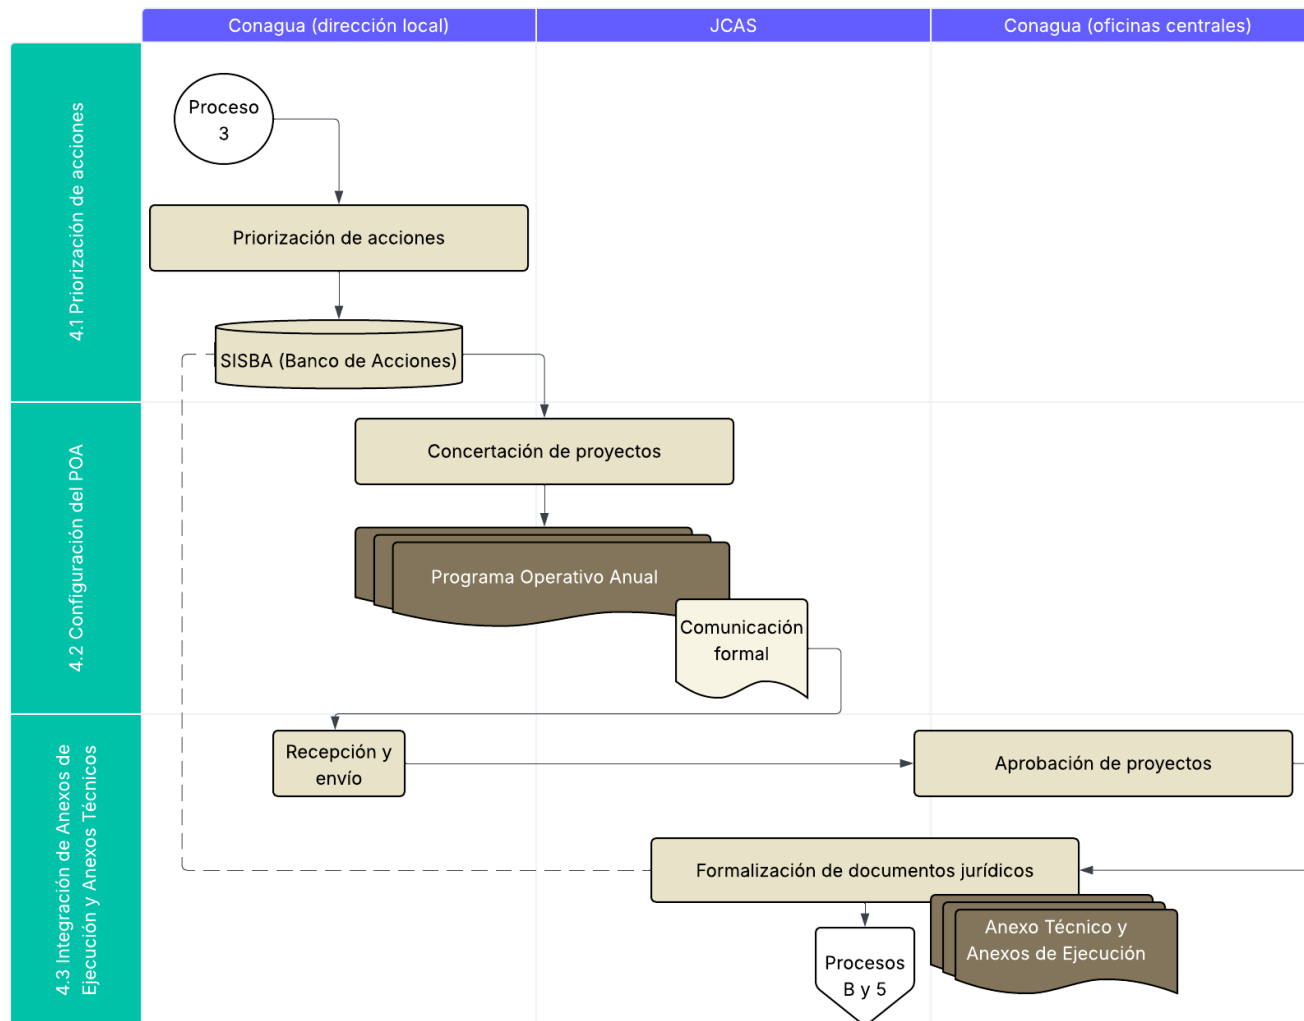 Conagua (dirección local)
JCAS
Conagua (oficinas centrales)
4.1 Priorización de acciones
Proceso
3
Priorización de acciones
SISBA (Banco de Acciones)
4.2 Configuración del POA
Concertación de proyectos
Programa Operativo Anual
Comunicación
formal
4.3 Integración de Anexos de
Ejecución y Anexos Técnicos
Recepción y
envío
Aprobación de proyectos
Formalización de documentos jurídicos
Anexo Técnico y
Anexos de Ejecución
Procesos
B y 5